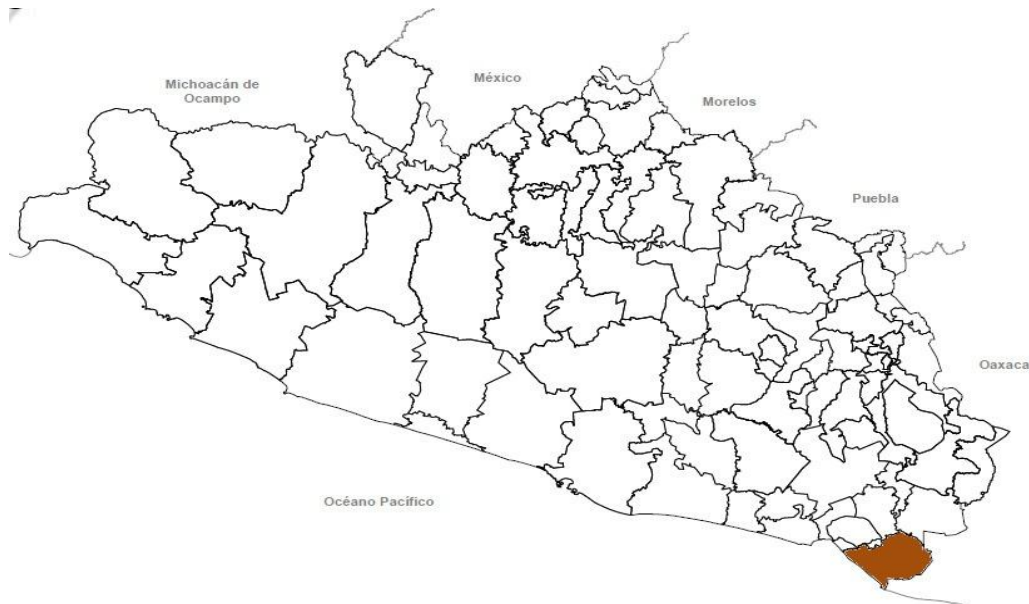 México
Michoacán de
Ocampo
Morelos
Puebla
Oaxaca
Océano Pacífico